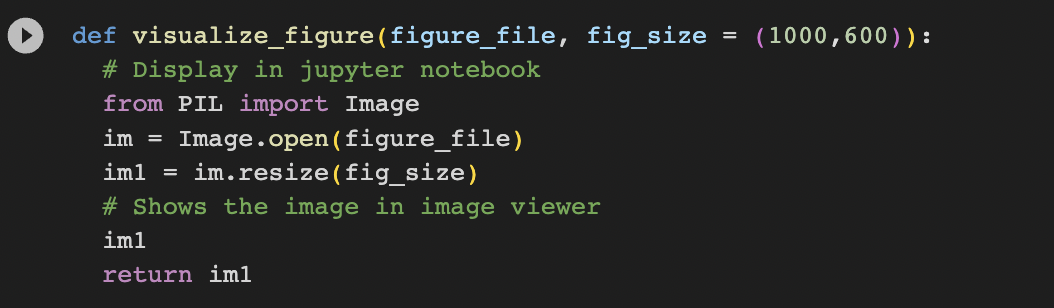 def visualize_figure(figure_file, fig_size = (1000,600)):
  # Display in jupyter notebook
  from PIL import Image
  im = Image.open(figure_file)
  im1 = im.resize(fig_size)
  # Shows the image in image viewer
  im1
  return im1